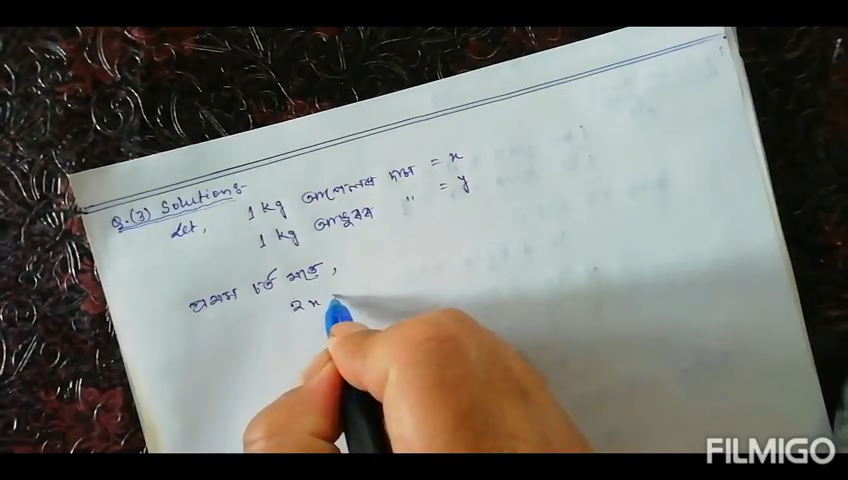 Q.(3) Solution:-
Let, 1 kg আপেলৰ দাম = x
1 kg আঙুৰৰ " = y
প্ৰথম চৰ্ত মতে,
2x
FILMIGO